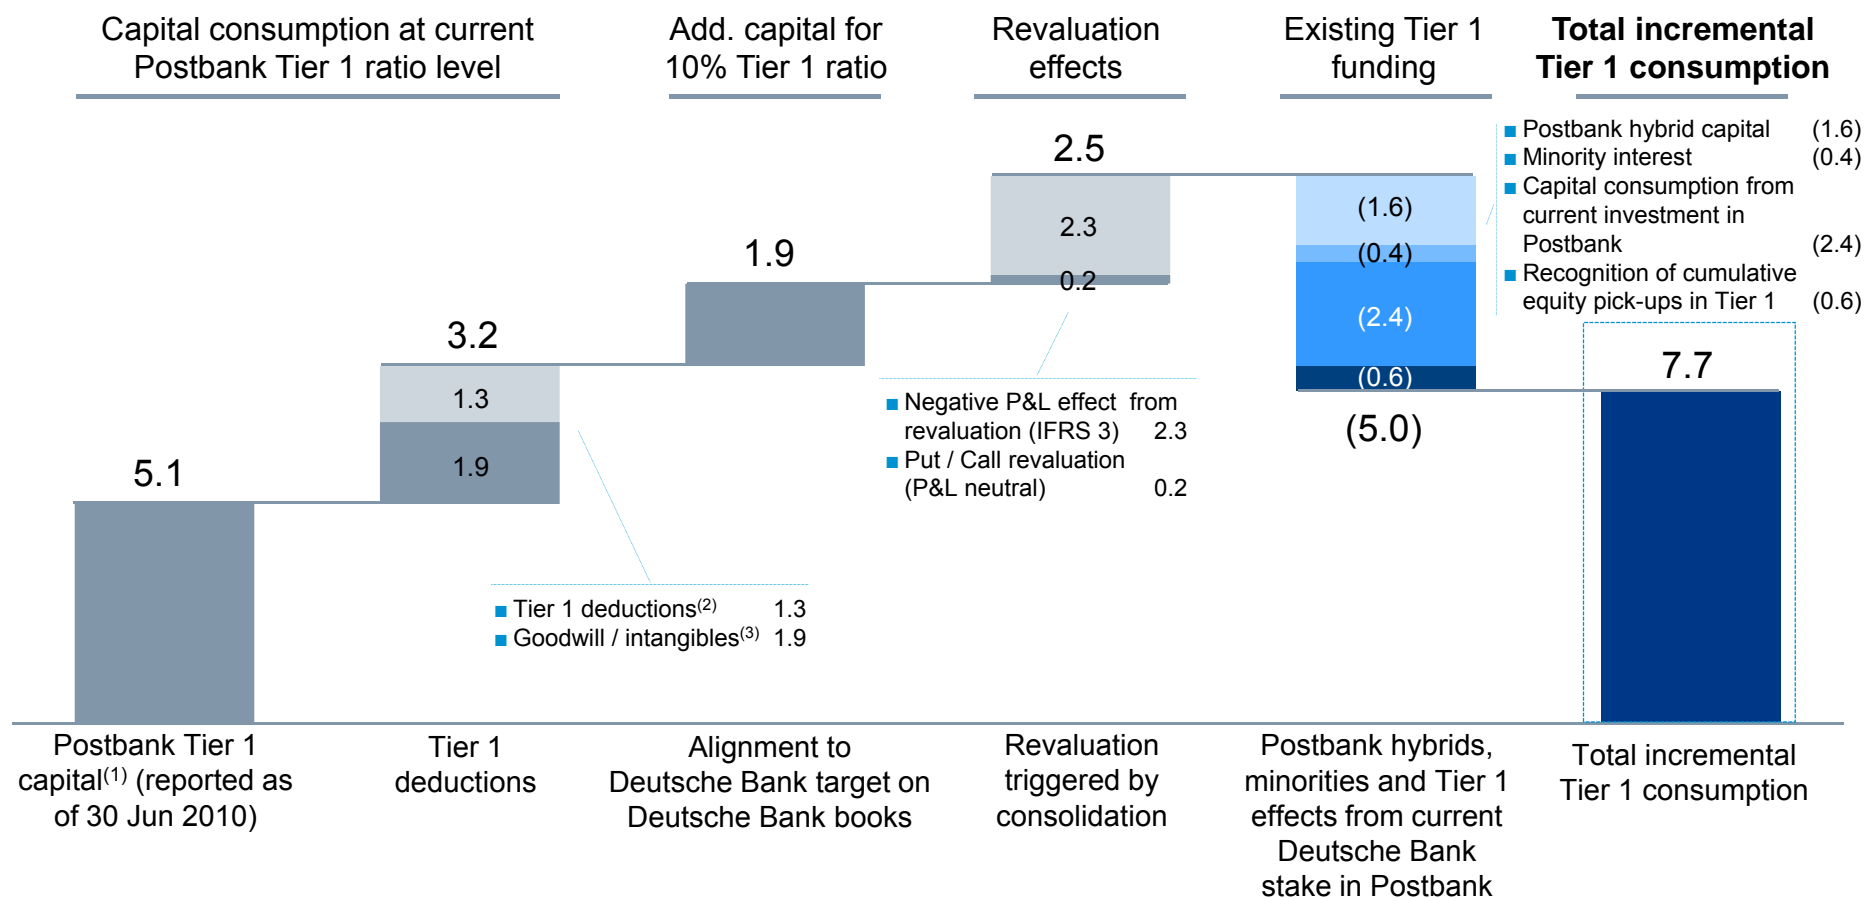 Capital consumption at current
Postbank Tier 1 ratio level
Add. capital for
10% Tier 1 ratio
Revaluation
effects
Existing Tier 1
funding
Total incremental
Tier 1 consumption
Postbank hybrid capital (1.6)
Minority interest (0.4)
Capital consumption from
current investment in
Postbank (2.4)
Recognition of cumulative
equity pick-ups in Tier 1 (0.6)
5.1
3.2
1.3
1.9
1.9
2.5
2.3
0.2
(1.6)
(0.4)
(2.4)
(0.6)
(5.0)
7.7
Negative P&L effect from
revaluation (IFRS 3) 2.3
Put / Call revaluation
(P&L neutral) 0.2
Tier 1 deductions(2) 1.3
Goodwill / intangibles(3) 1.9
Postbank Tier 1
capital(1) (reported as
of 30 Jun 2010)
Tier 1
deductions
Alignment to
Deutsche Bank target on
Deutsche Bank books
Revaluation
triggered by
consolidation
Postbank hybrids,
minorities and Tier 1
effects from current
Deutsche Bank
stake in Postbank
Total incremental
Tier 1 consumption